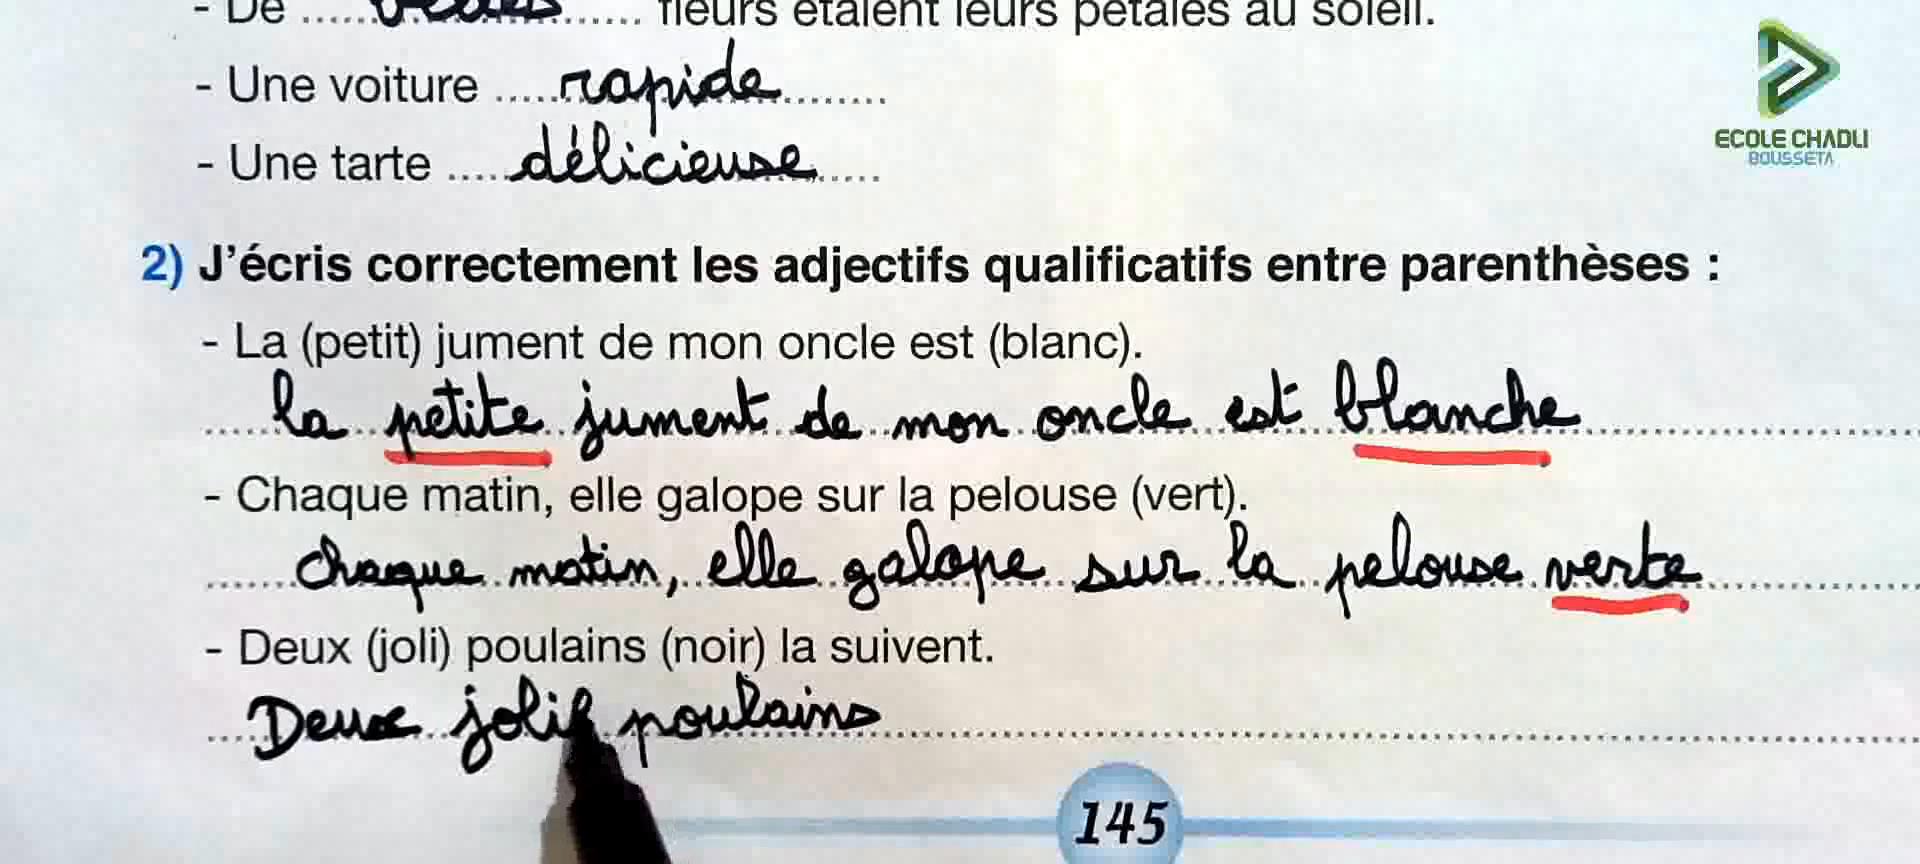 - De ..... belles ..... fleurs étalent leurs pétales au soleil.
- Une voiture ..... rapide .....
- Une tarte ..... délicieuse .....
ECOLE CHADLI
BOUSSETA
2) J'écris correctement les adjectifs qualificatifs entre parenthèses :
- La (petit) jument de mon oncle est (blanc).
la petite jument de mon oncle est blanche
- Chaque matin, elle galope sur la pelouse (vert).
chaque matin, elle galope sur la pelouse verte
- Deux (joli) poulains (noir) la suivent.
Deux jolis poulains
145